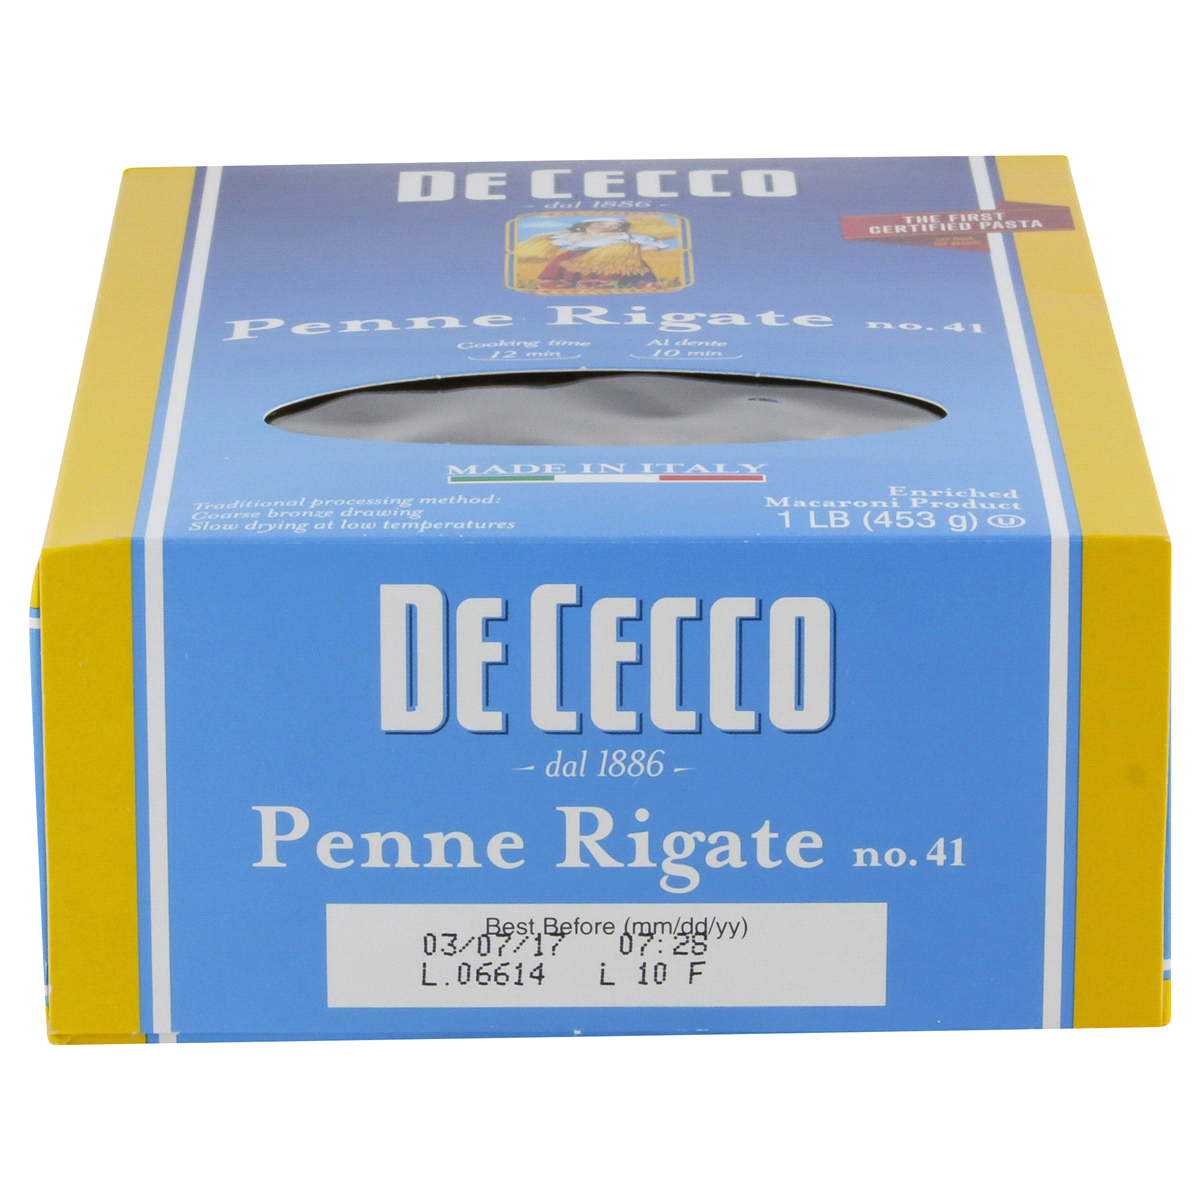 DE CECCO
- dal 1886 -
THE FIRST
CERTIFIED PASTA
Penne Rigate no. 41
Cooking time
12 min
Al dente
10 min
MADE IN ITALY
Traditional processing method:
Coarse bronze drawing
Slow drying at low temperatures
Enriched
Macaroni Product
1 LB (453 g) U
DE CECCO
- dal 1886 -
Penne Rigate no. 41
Best Before (mm/dd/yy)
03/07/17 07:28
L.06614 L 10 F